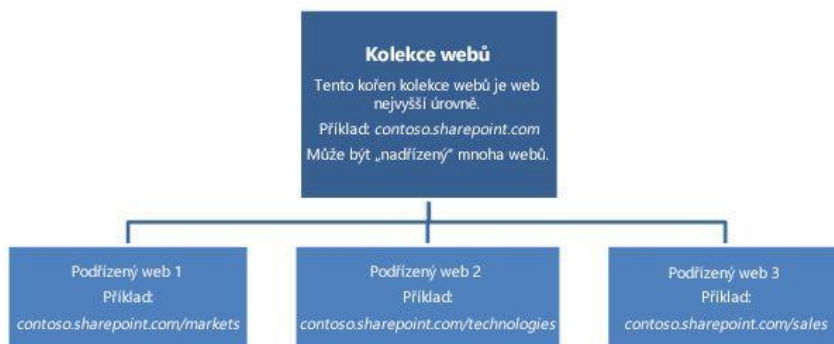 Kolekce webů
Tento kořen kolekce webů je web
nejvyšší úrovně.
Příklad: contoso.sharepoint.com
Může být „nadřízený“ mnoha webů.
Podřízený web 1
Příklad:
contoso.sharepoint.com/markets
Podřízený web 2
Příklad:
contoso.sharepoint.com/technologies
Podřízený web 3
Příklad:
contoso.sharepoint.com/sales